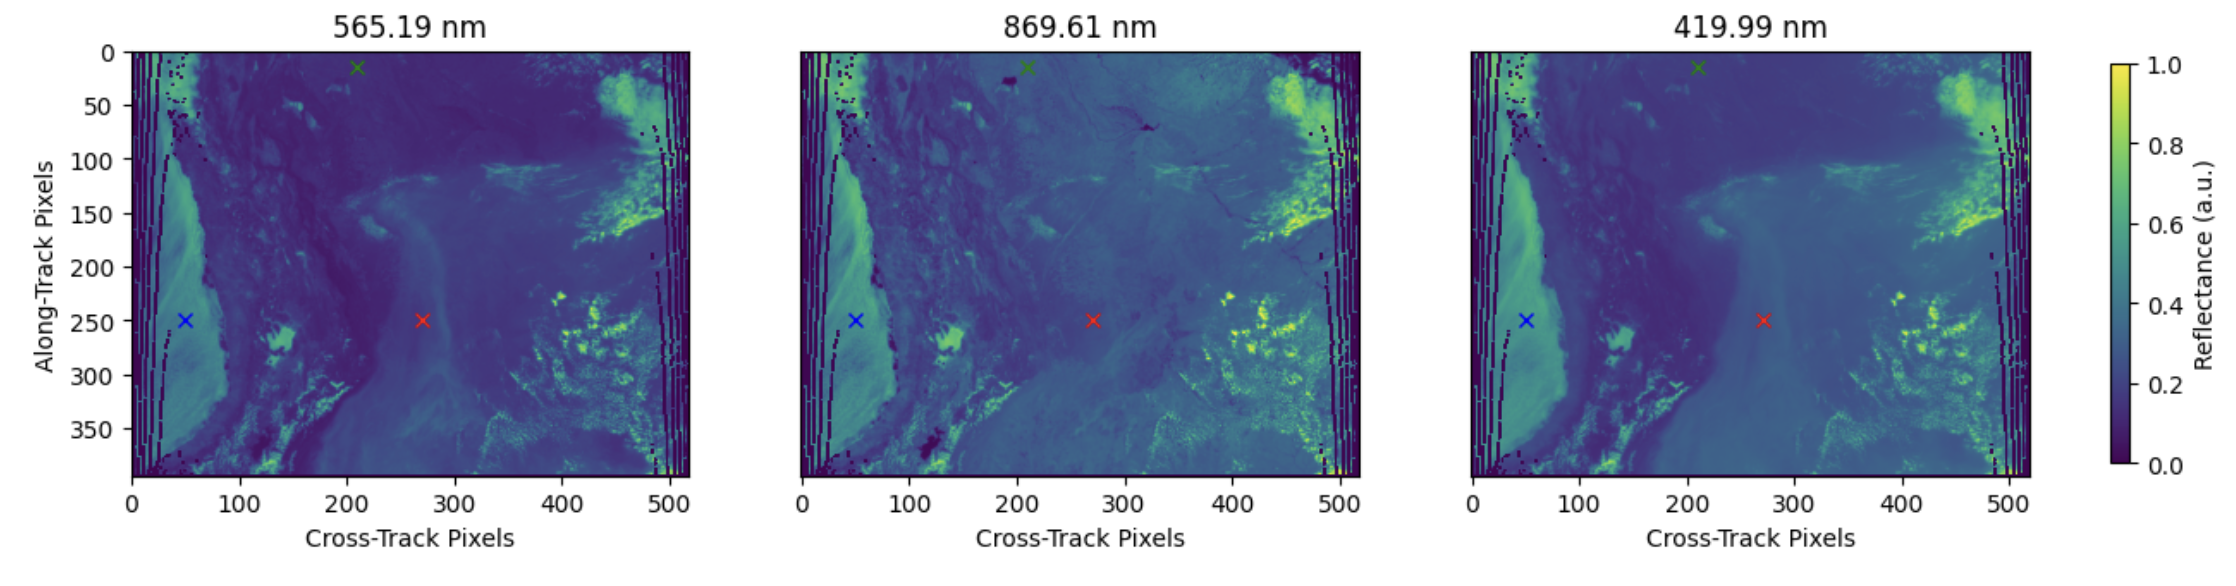 565.19 nm
869.61 nm
419.99 nm
0
50
100
150
200
250
300
350
Along-Track Pixels
0 100 200 300 400 500
0 100 200 300 400 500
0 100 200 300 400 500
Cross-Track Pixels
Cross-Track Pixels
Cross-Track Pixels
1.0
0.8
0.6
0.4
0.2
0.0
Reflectance (a.u.)